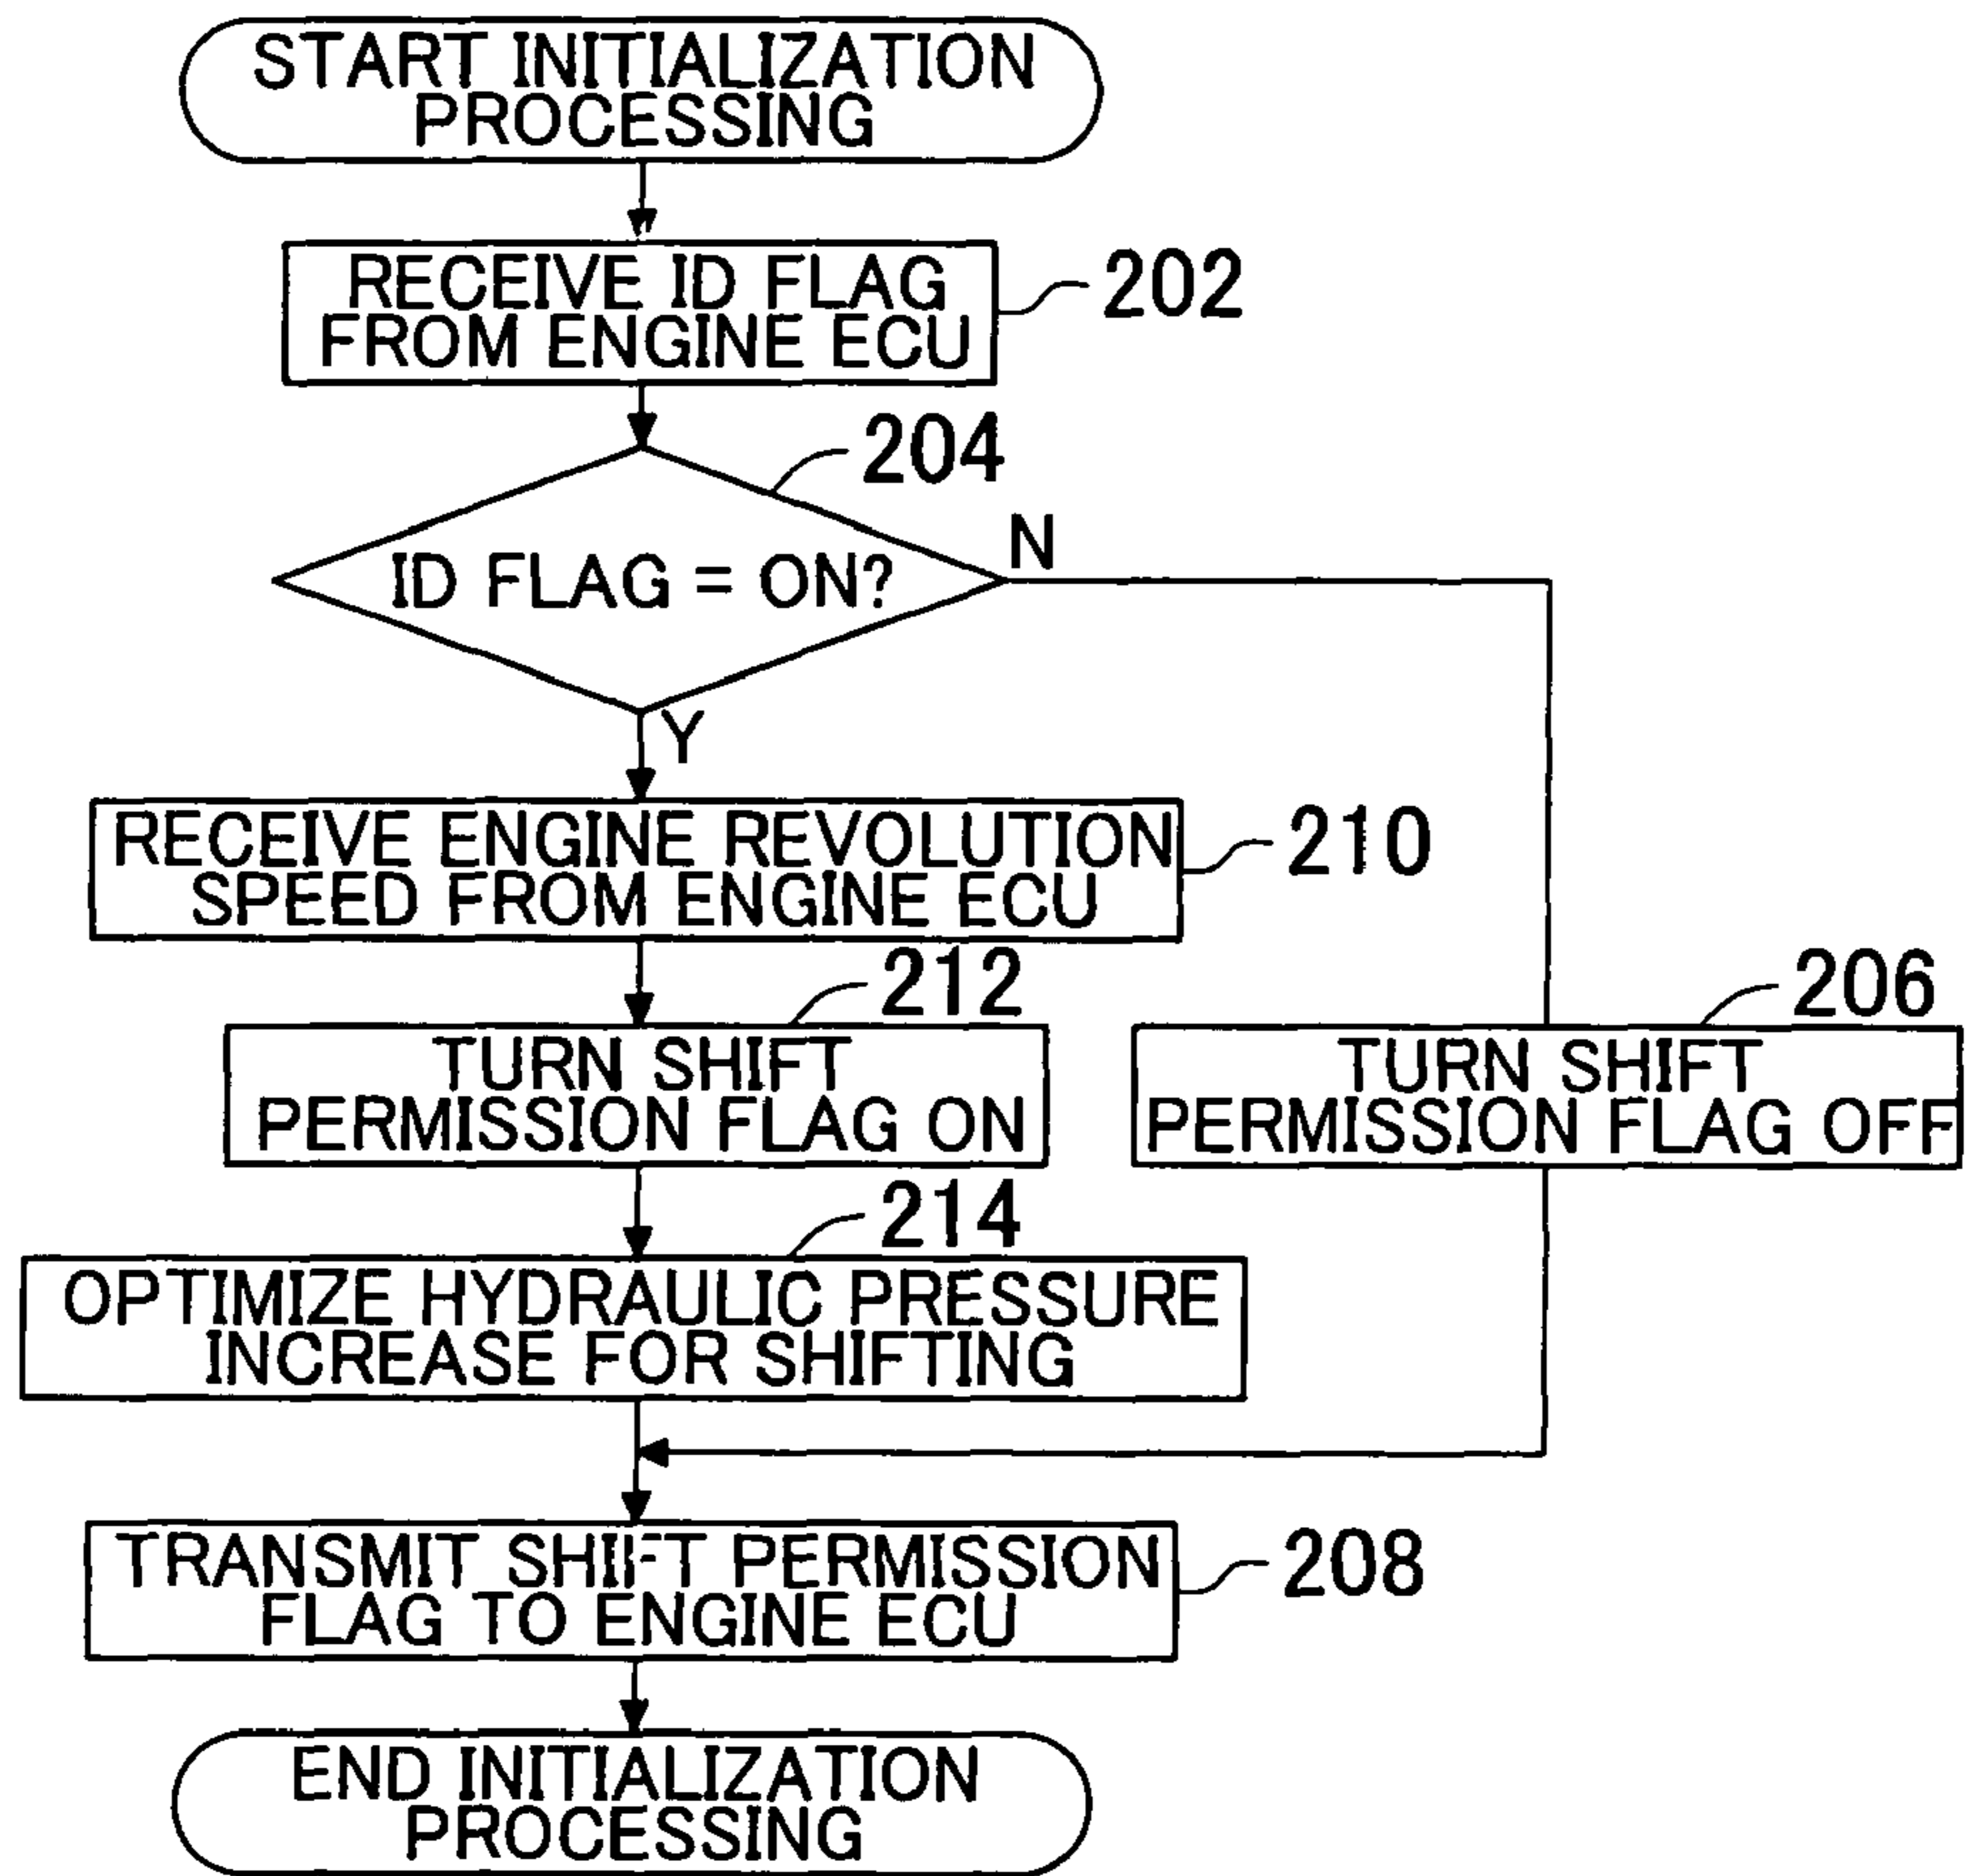 START INITIALIZATION
PROCESSING
RECEIVE ID FLAG
FROM ENGINE ECU
202
204
ID FLAG = ON?
N
Y
RECEIVE ENGINE REVOLUTION
SPEED FROM ENGINE ECU
210
212
TURN SHIFT
PERMISSION FLAG ON
206
TURN SHIFT
PERMISSION FLAG OFF
214
OPTIMIZE HYDRAULIC PRESSURE
INCREASE FOR SHIFTING
TRANSMIT SHIFT PERMISSION
FLAG TO ENGINE ECU
208
END INITIALIZATION
PROCESSING